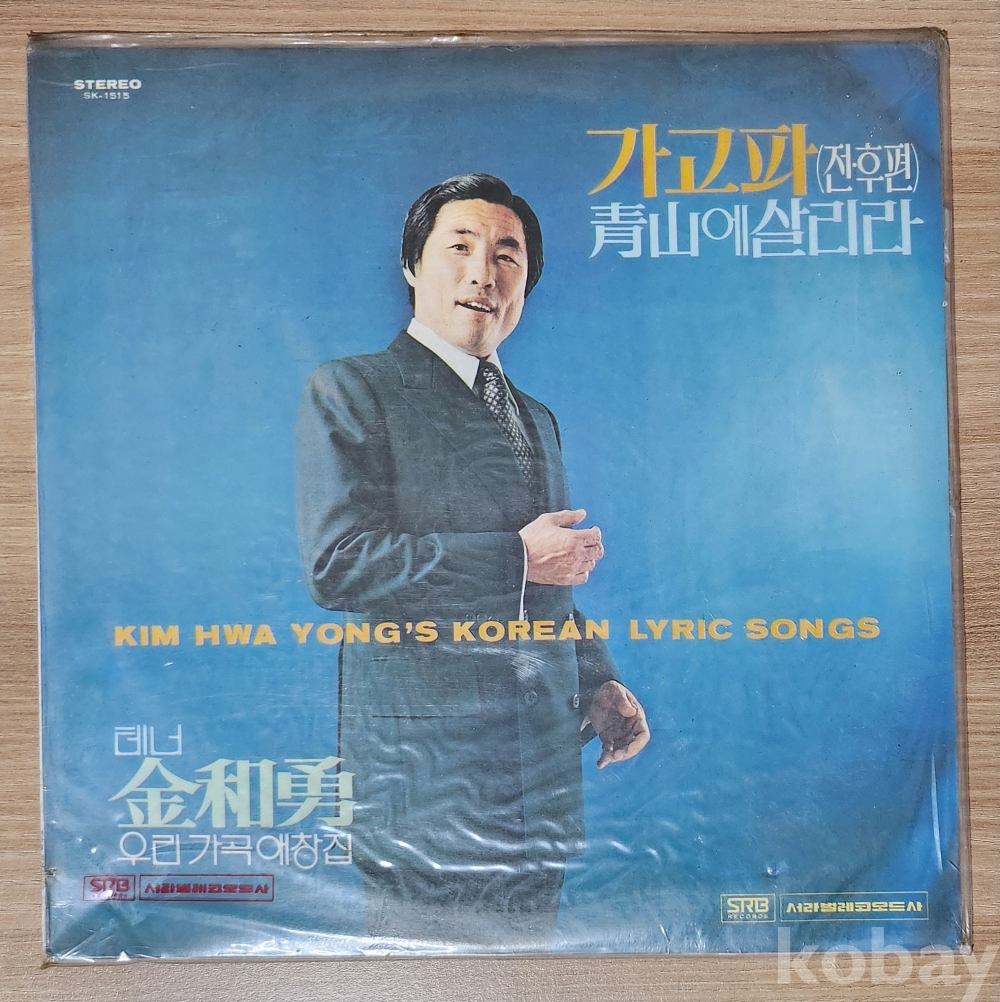 STEREO
SK-1515
가고파(전·후편)
靑山에살리라
KIM HWA YONG'S KOREAN LYRIC SONGS
테너
金和勇
우리 가곡 애창집
SRB
서라벌레코오드사
SRB
RECORDS
서라벌레코오드사
kobay